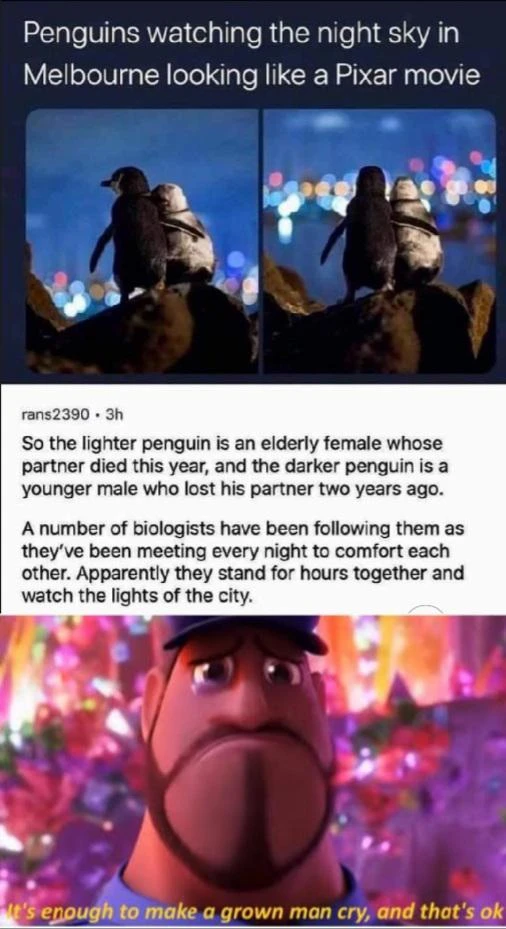 Penguins watching the night sky in
Melbourne looking like a Pixar movie
rans2390 • 3h
So the lighter penguin is an elderly female whose
partner died this year, and the darker penguin is a
younger male who lost his partner two years ago.
A number of biologists have been following them as
they've been meeting every night to comfort each
other. Apparently they stand for hours together and
watch the lights of the city.
It's enough to make a grown man cry, and that's ok